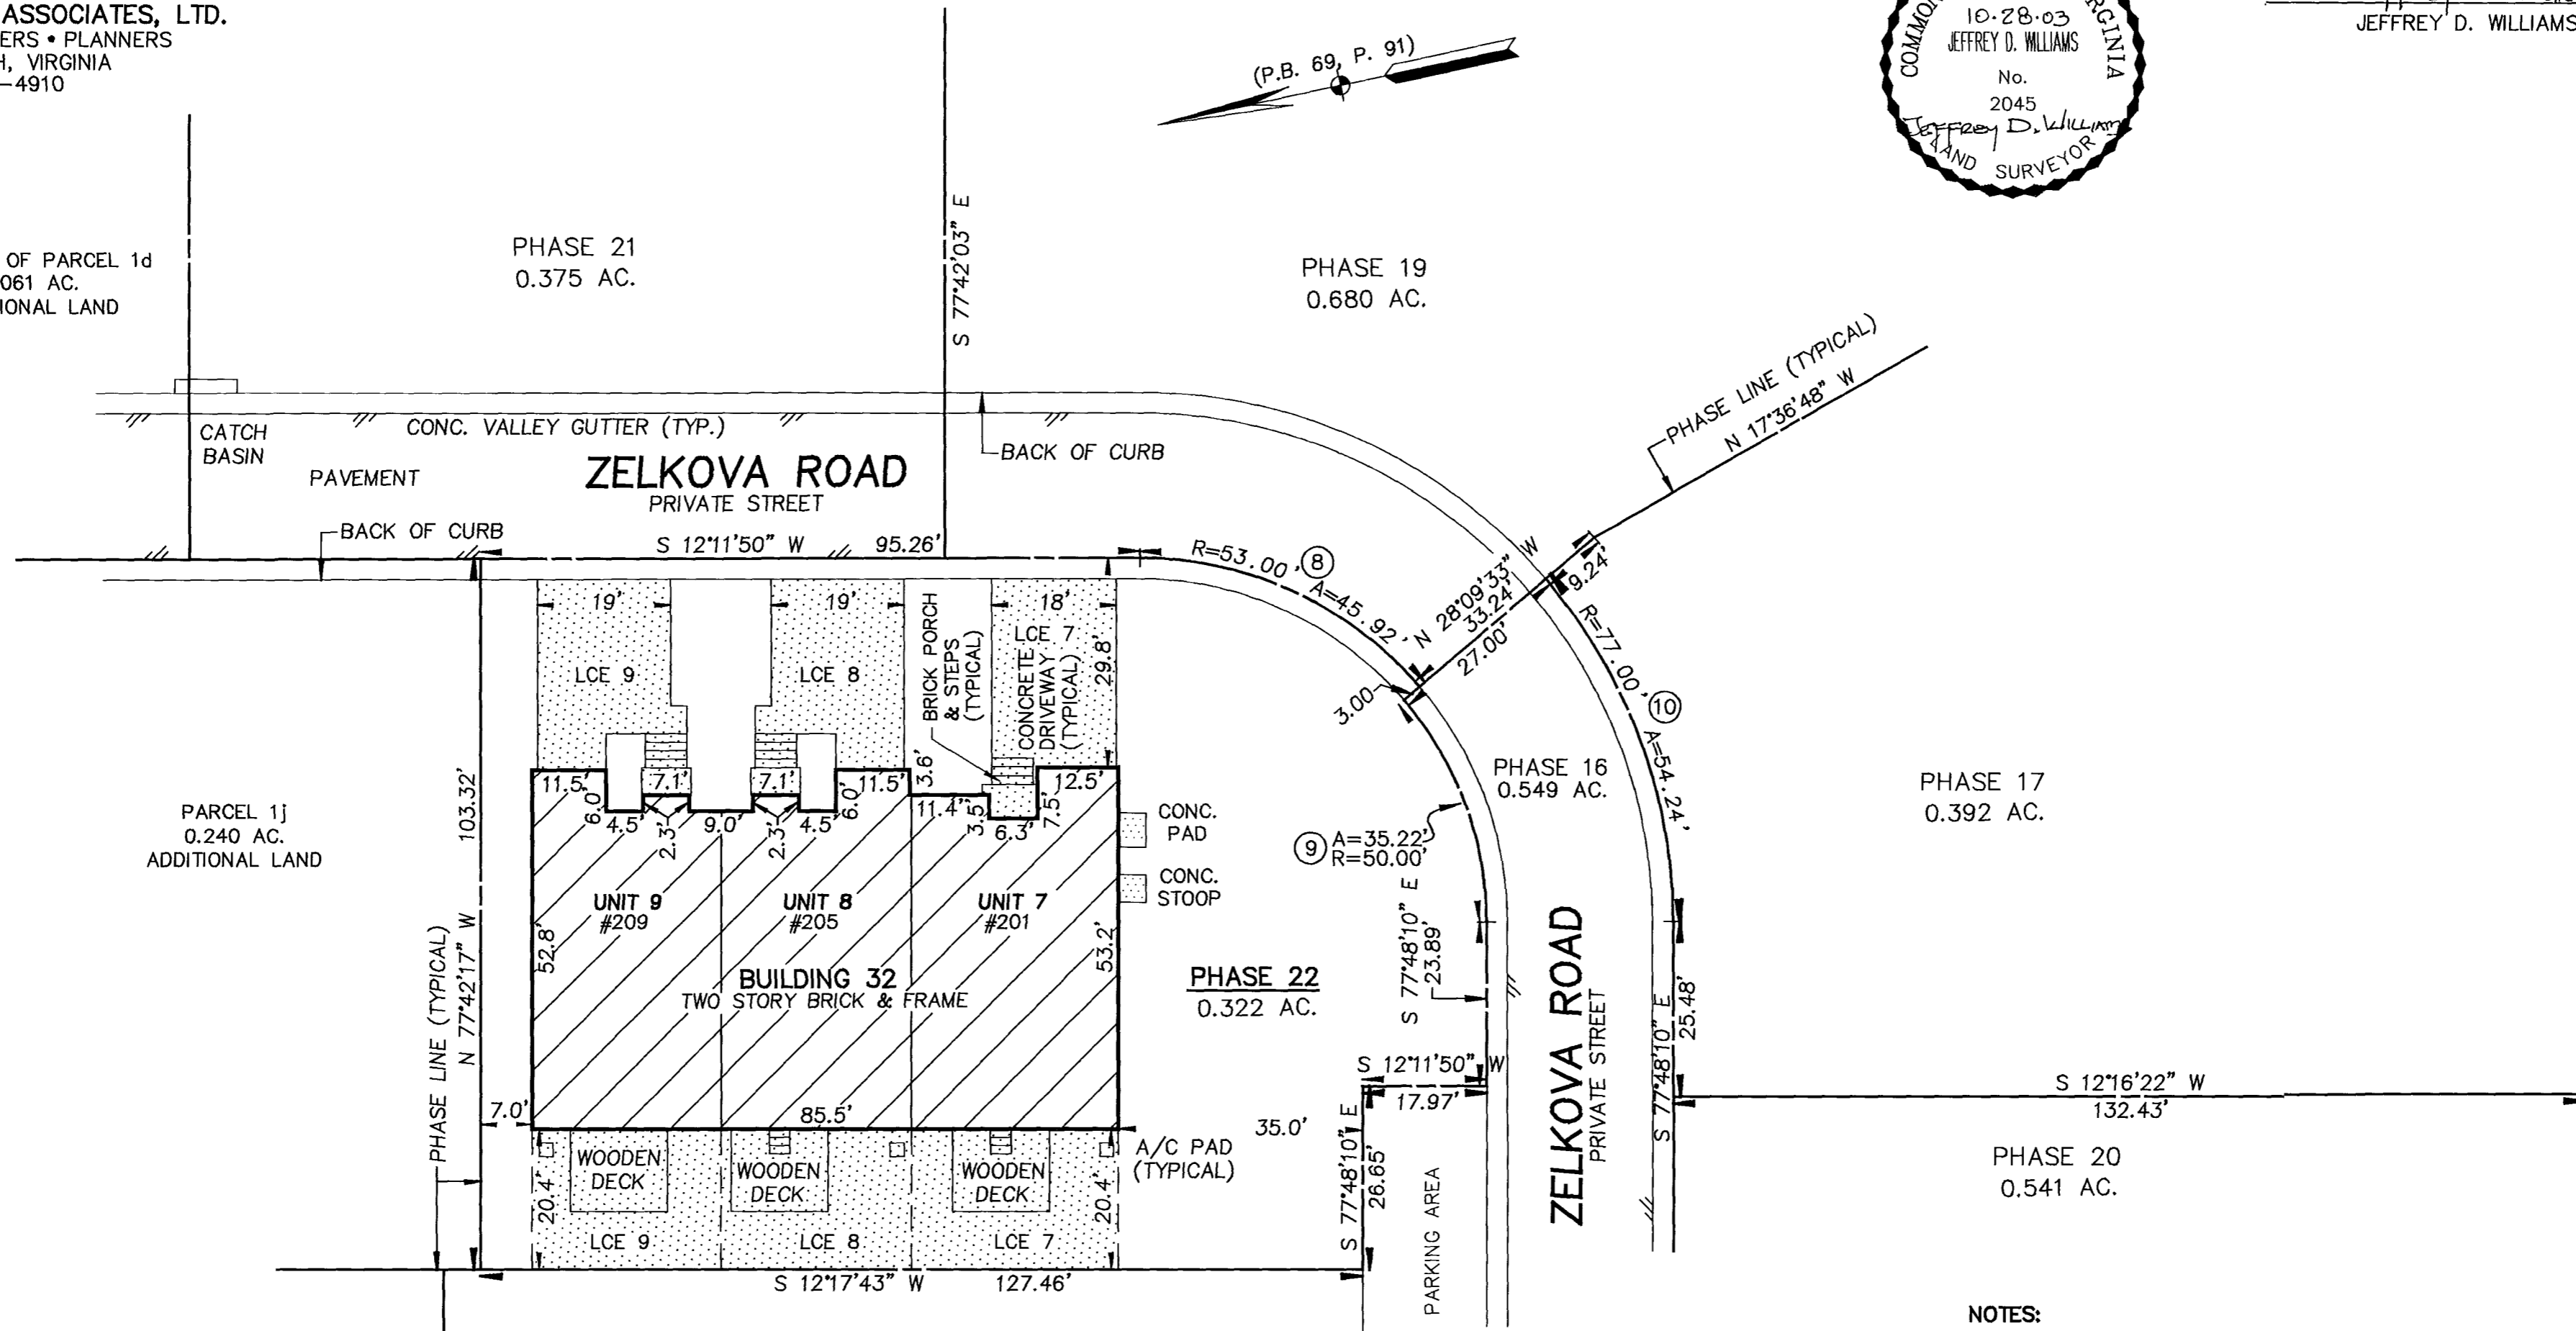 ASSOCIATES, LTD.
ERS • PLANNERS
H, VIRGINIA
-4910
(P.B. 69, P. 91)
10-28-03
JEFFREY D. WILLIAMS
No.
2045
JEFFREY D. WILLIAMS
LAND SURVEYOR
JEFFREY D. WILLIAMS
OF PARCEL 1d
061 AC.
IONAL LAND
PHASE 21
0.375 AC.
S 77°42'03" E
PHASE 19
0.680 AC.
PHASE LINE (TYPICAL)
N 17°36'48" W
CATCH
BASIN
CONC. VALLEY GUTTER (TYP.)
PAVEMENT
ZELKOVA ROAD
PRIVATE STREET
BACK OF CURB
BACK OF CURB
S 12°11'50" W 95.26'
R=53.00' 8 A=45.92'
N 28°09'33" W
33.24'
27.00'
9.24'
3.00
R=77.00' 10 A=54.24'
19'
19'
18'
LCE 9
LCE 8
LCE 7
BRICK PORCH
& STEPS
(TYPICAL)
CONCRETE
DRIVEWAY
(TYPICAL)
29.8'
11.5'
6.0'
4.5'
7.1'
2.3'
9.0'
7.1'
2.3'
4.5'
6.0'
11.5'
3.6'
11.4'
3.5'
6.3'
7.5'
12.5'
PARCEL 1j
0.240 AC.
ADDITIONAL LAND
103.32'
N 77°42'17" W
PHASE LINE (TYPICAL)
CONC.
PAD
CONC.
STOOP
9 A=35.22'
R=50.00'
PHASE 16
0.549 AC.
PHASE 17
0.392 AC.
UNIT 9
#209
UNIT 8
#205
UNIT 7
#201
52.8'
53.2'
BUILDING 32
TWO STORY BRICK & FRAME
PHASE 22
0.322 AC.
S 77°48'10" E
23.89'
S 12°11'50" W
17.97'
ZELKOVA ROAD
PRIVATE STREET
S 77°48'10" E
25.48'
S 12°16'22" W
132.43'
7.0'
85.5'
35.0'
A/C PAD
(TYPICAL)
S 77°48'10" E
26.65'
PARKING AREA
PHASE 20
0.541 AC.
WOODEN
DECK
WOODEN
DECK
WOODEN
DECK
20.4'
20.4'
LCE 9
LCE 8
LCE 7
S 12°17'43" W 127.46'
NOTES: